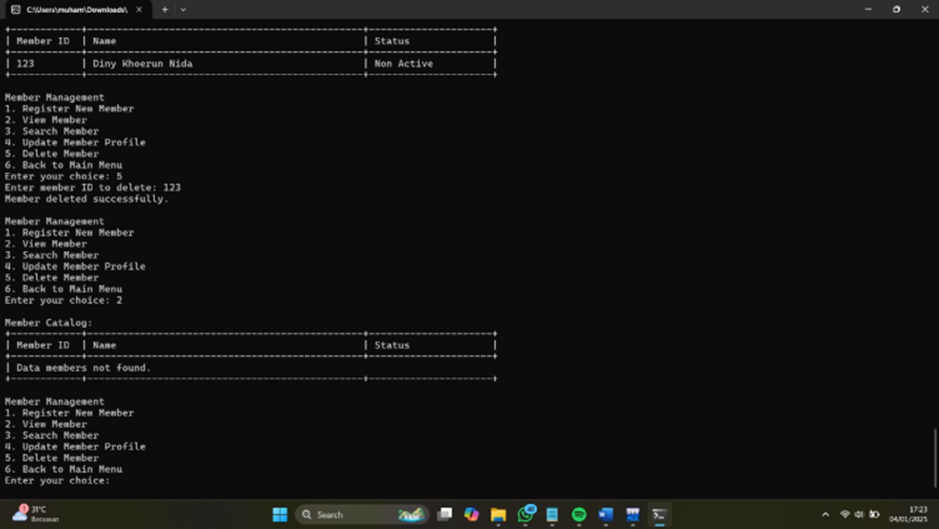 C:\Users\muham\Downloads\
| Member ID | Name | Status |
| 123 | Diny Khoerun Nida | Non Active |
Member Management
1. Register New Member
2. View Member
3. Search Member
4. Update Member Profile
5. Delete Member
6. Back to Main Menu
Enter your choice: 5
Enter member ID to delete: 123
Member deleted successfully.
Member Management
1. Register New Member
2. View Member
3. Search Member
4. Update Member Profile
5. Delete Member
6. Back to Main Menu
Enter your choice: 2
Member Catalog:
| Member ID | Name | Status |
| Data members not found.
Member Management
1. Register New Member
2. View Member
3. Search Member
4. Update Member Profile
5. Delete Member
6. Back to Main Menu
Enter your choice:
1
31°C
Berawan
Search
17:23
04/01/2025